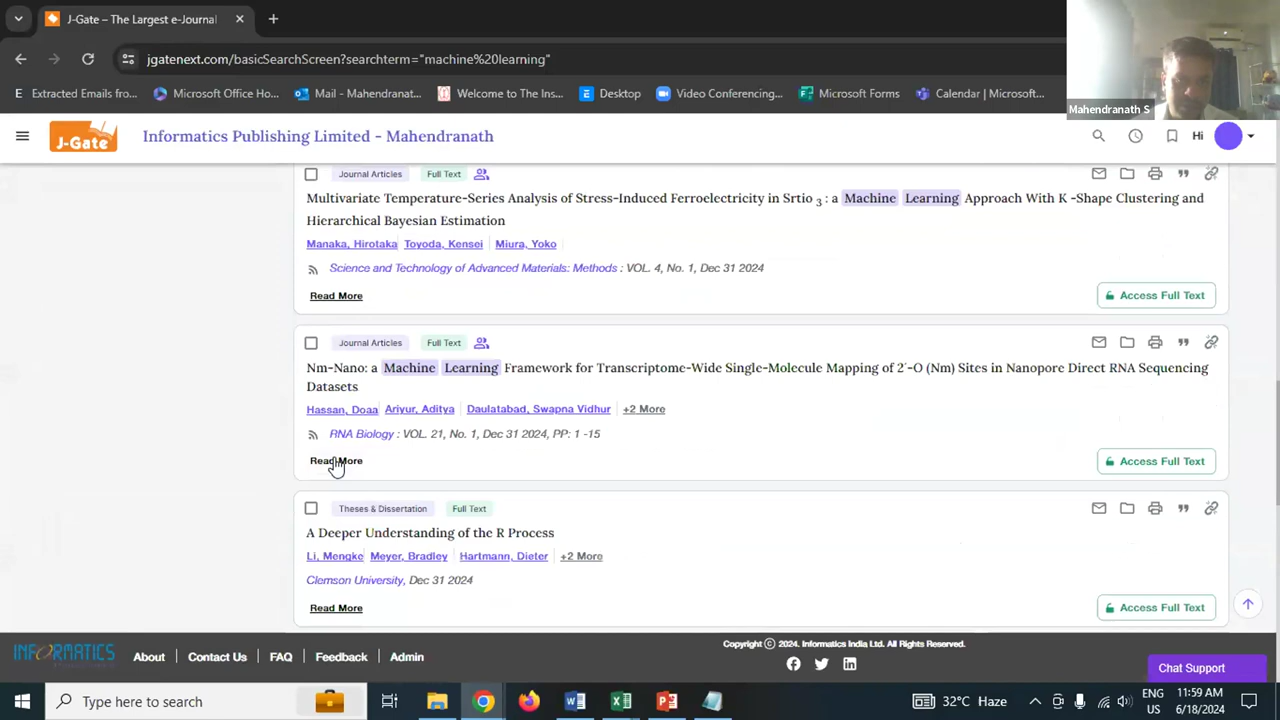 J-Gate – The Largest e-Journal
jgatenext.com/basicSearchScreen?searchterm="machine%20learning"
E Extracted Emails from... Microsoft Office Ho... Mail - Mahendranat... Welcome to The Ins... Desktop Video Conferencing... Microsoft Forms Calendar | Microsoft...
Mahendranath S
J-Gate Informatics Publishing Limited - Mahendranath Hi
Journal Articles Full Text
Multivariate Temperature-Series Analysis of Stress-Induced Ferroelectricity in Srtio 3 : a Machine Learning Approach With K -Shape Clustering and
Hierarchical Bayesian Estimation
Manaka, Hirotaka Toyoda, Kensei Miura, Yoko
Science and Technology of Advanced Materials: Methods : VOL. 4, No. 1, Dec 31 2024
Read More Access Full Text
Journal Articles Full Text
Nm-Nano: a Machine Learning Framework for Transcriptome-Wide Single-Molecule Mapping of 2´-O (Nm) Sites in Nanopore Direct RNA Sequencing
Datasets
Hassan, Doaa Ariyur, Aditya Daulatabad, Swapna Vidhur +2 More
RNA Biology : VOL. 21, No. 1, Dec 31 2024, PP: 1 -15
Read More Access Full Text
Theses & Dissertation Full Text
A Deeper Understanding of the R Process
Li, Mengke Meyer, Bradley Hartmann, Dieter +2 More
Clemson University, Dec 31 2024
Read More Access Full Text
INFORMATICS About Contact Us FAQ Feedback Admin
Copyright © 2024. Informatics India Ltd. All Rights Reserved.
Chat Support
Type here to search
32°C Haze
ENG
US
11:59 AM
6/18/2024